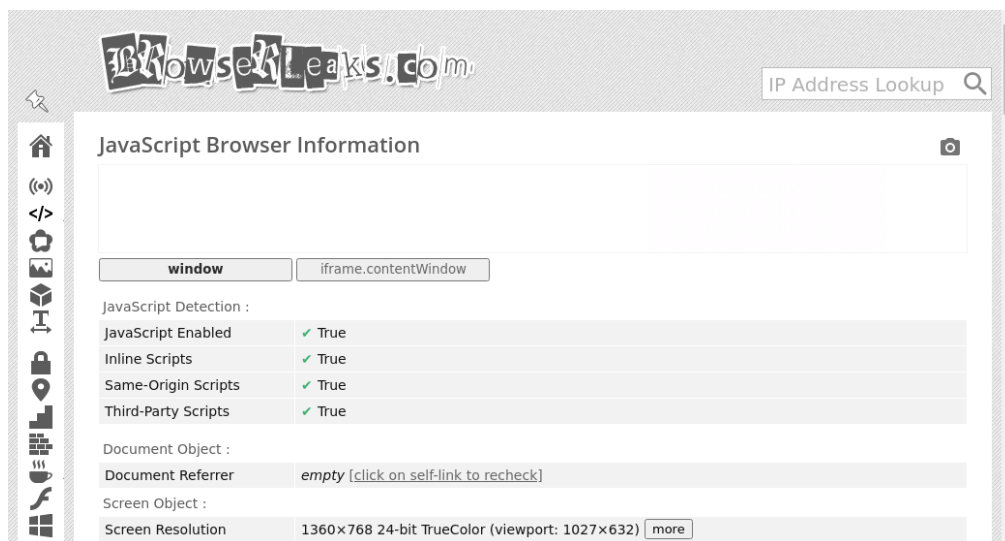 BRowseRLeaks.com
IP Address Lookup
JavaScript Browser Information
window iframe.contentWindow
JavaScript Detection :
JavaScript Enabled ✔ True
Inline Scripts ✔ True
Same-Origin Scripts ✔ True
Third-Party Scripts ✔ True
Document Object :
Document Referrer empty [click on self-link to recheck]
Screen Object :
Screen Resolution 1360×768 24-bit TrueColor (viewport: 1027×632) more